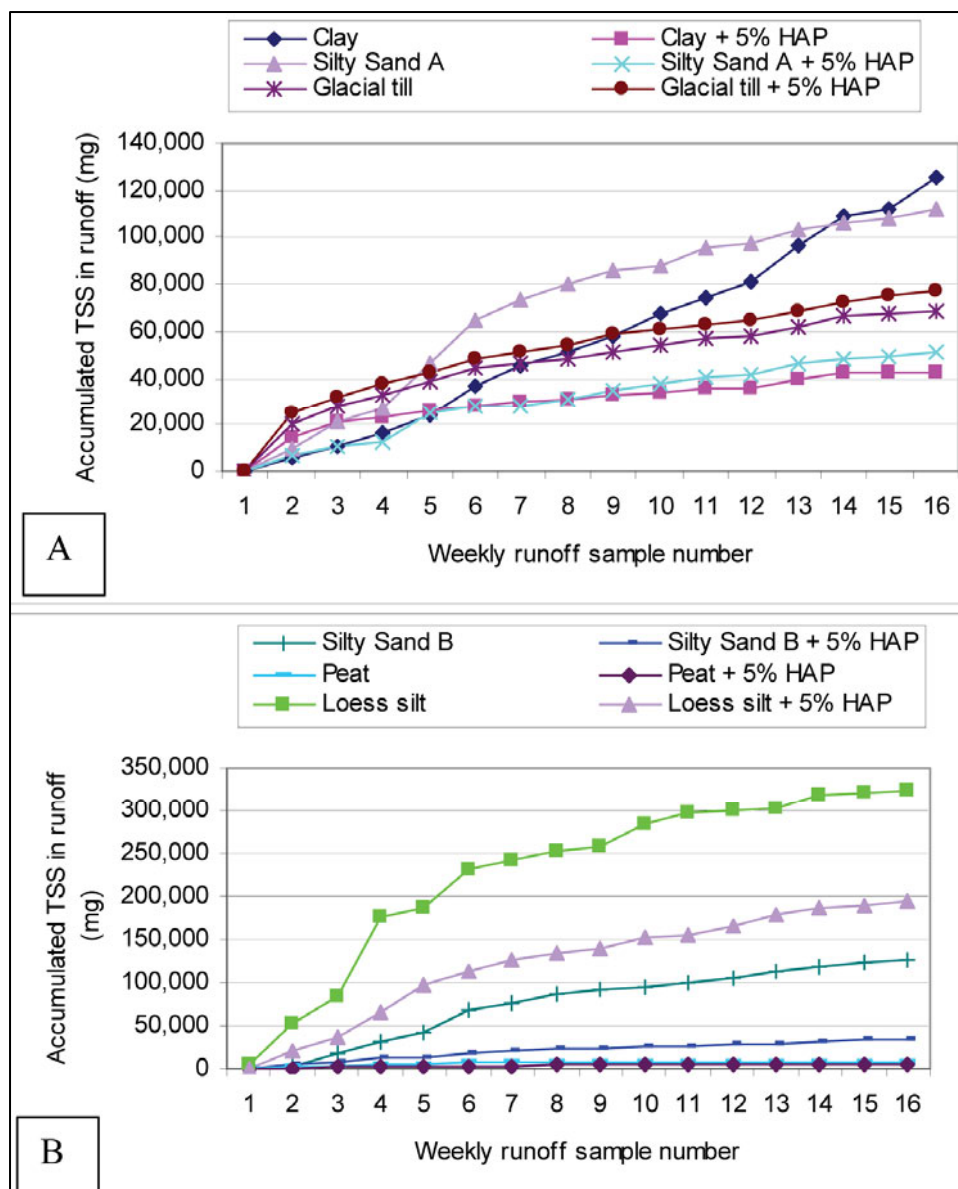 Clay Clay + 5% HAP
Silty Sand A Silty Sand A + 5% HAP
Glacial till Glacial till + 5% HAP
Accumulated TSS in runoff (mg)
140,000
120,000
100,000
80,000
60,000
40,000
20,000
0
1 2 3 4 5 6 7 8 9 10 11 12 13 14 15 16
Weekly runoff sample number
A
Silty Sand B Silty Sand B + 5% HAP
Peat Peat + 5% HAP
Loess silt Loess silt + 5% HAP
Accumulated TSS in runoff
(mg)
350,000
300,000
250,000
200,000
150,000
100,000
50,000
0
1 2 3 4 5 6 7 8 9 10 11 12 13 14 15 16
Weekly runoff sample number
B